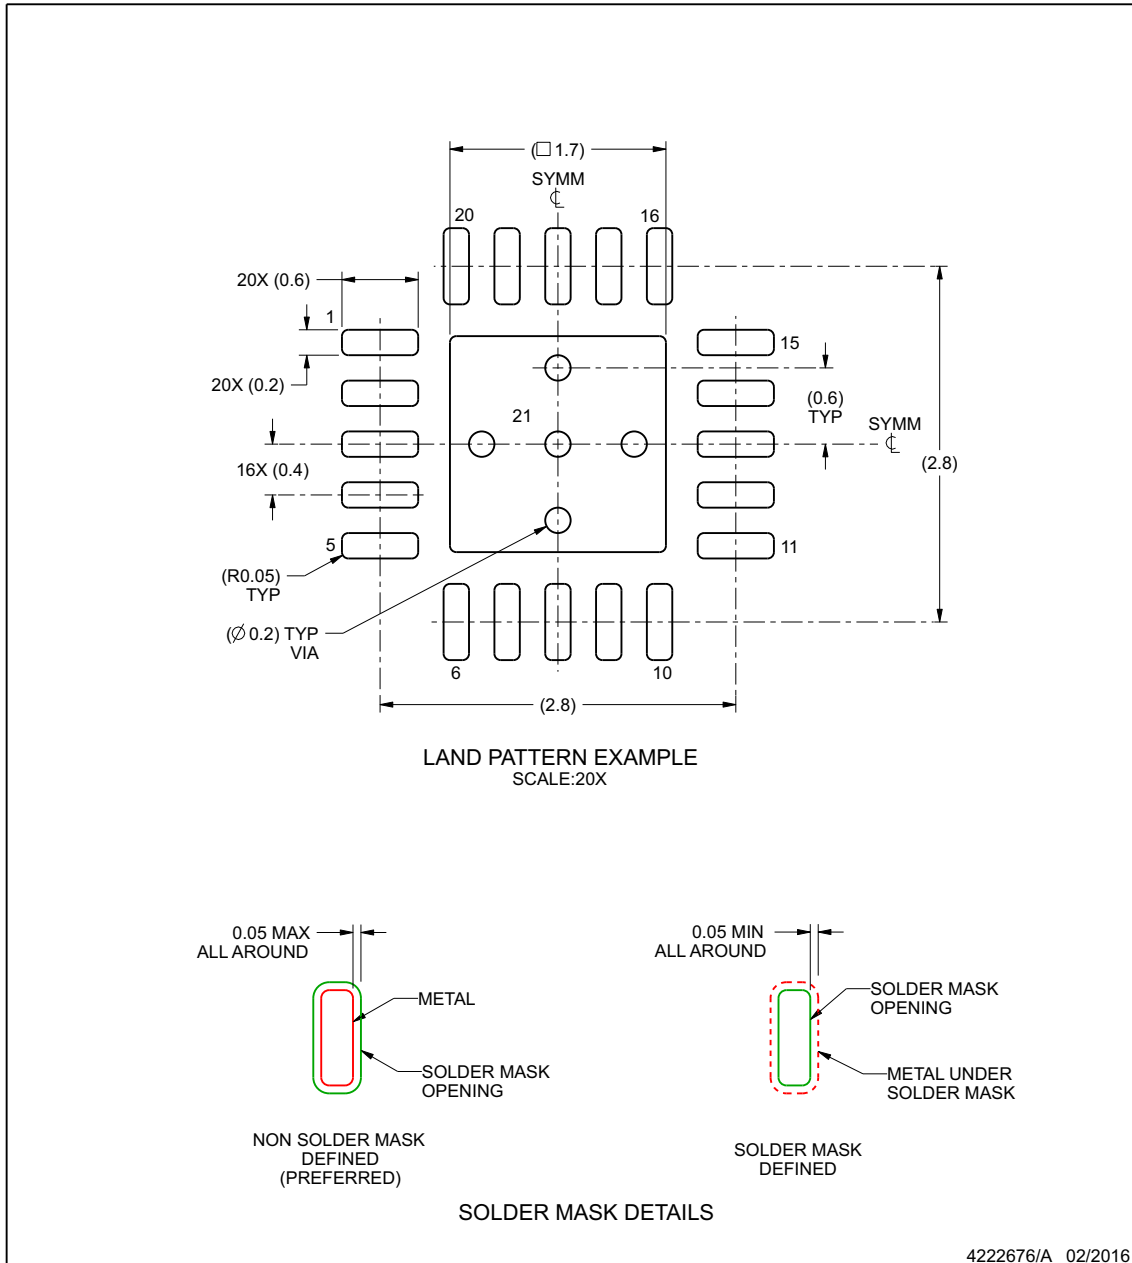 (□ 1.7)
SYMM
℄
20
16
20X (0.6)
1
15
20X (0.2)
(0.6)
TYP
21
SYMM
℄
(2.8)
16X (0.4)
5
11
(R0.05)
TYP
(∅ 0.2) TYP
VIA
6
10
(2.8)
LAND PATTERN EXAMPLE
SCALE:20X
0.05 MAX
ALL AROUND
METAL
SOLDER MASK
OPENING
NON SOLDER MASK
DEFINED
(PREFERRED)
0.05 MIN
ALL AROUND
SOLDER MASK
OPENING
METAL UNDER
SOLDER MASK
SOLDER MASK
DEFINED
SOLDER MASK DETAILS
4222676/A 02/2016